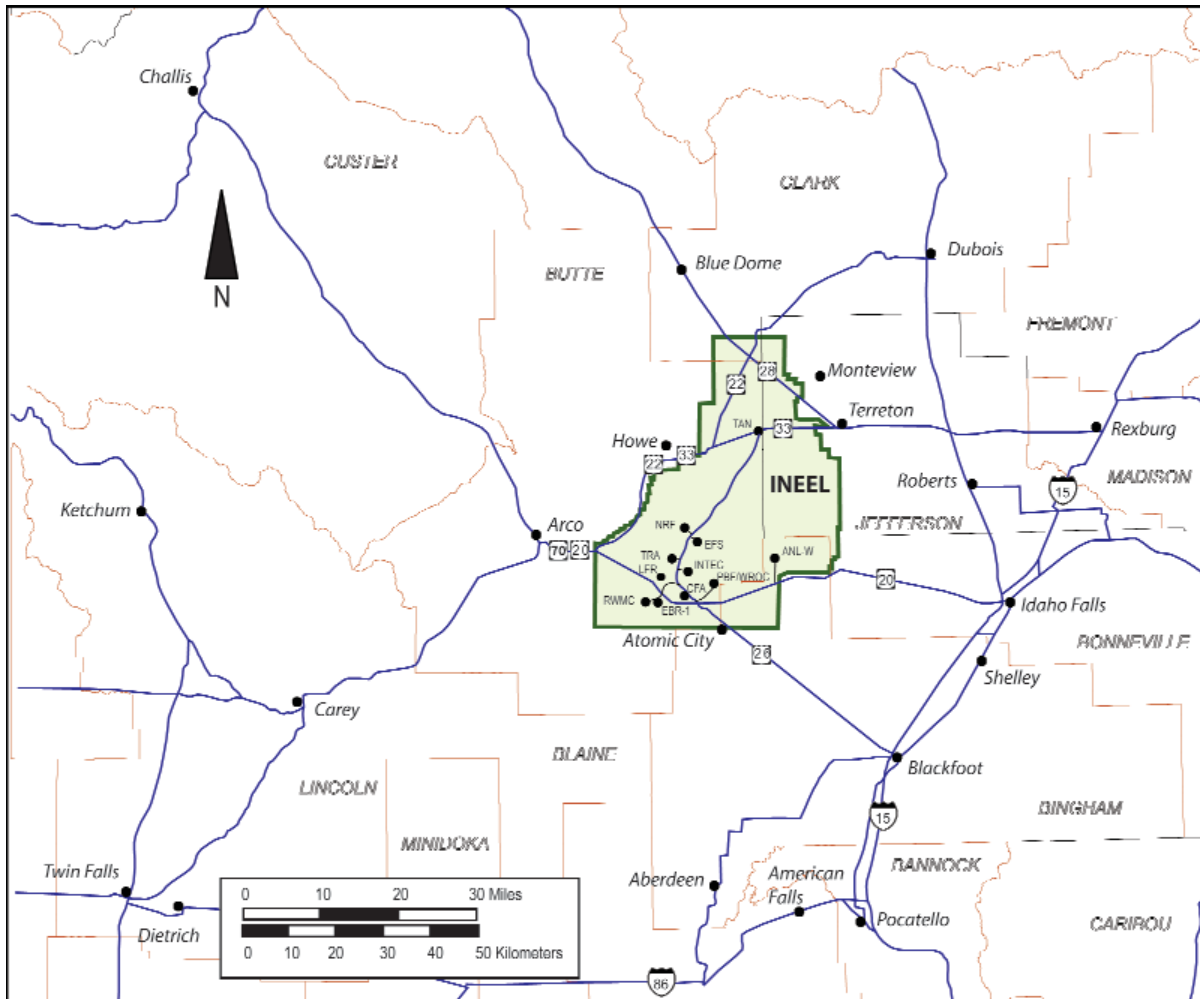 Challis
CUSTER
CLARK
Dubois
Blue Dome
BUTTE
N
FREMONT
28
22
Monteview
Terreton
TAN
33
Rexburg
Howe
33
22
MADISON
INEEL
Roberts
15
Ketchum
NRF
JEFFERSON
Arco
EFS
70
20
TRA
ANL-W
INTEC
LFR
PBF/WROC
20
CFA
RWMC
EBR-1
Idaho Falls
Atomic City
BONNEVILLE
26
Shelley
Carey
BLAINE
Blackfoot
LINCOLN
BINGHAM
15
MINIDOKA
BANNOCK
Twin Falls
American
Falls
Aberdeen
0 10 20 30 Miles
Pocatello
CARIBOU
Dietrich
0 10 20 30 40 50 Kilometers
86